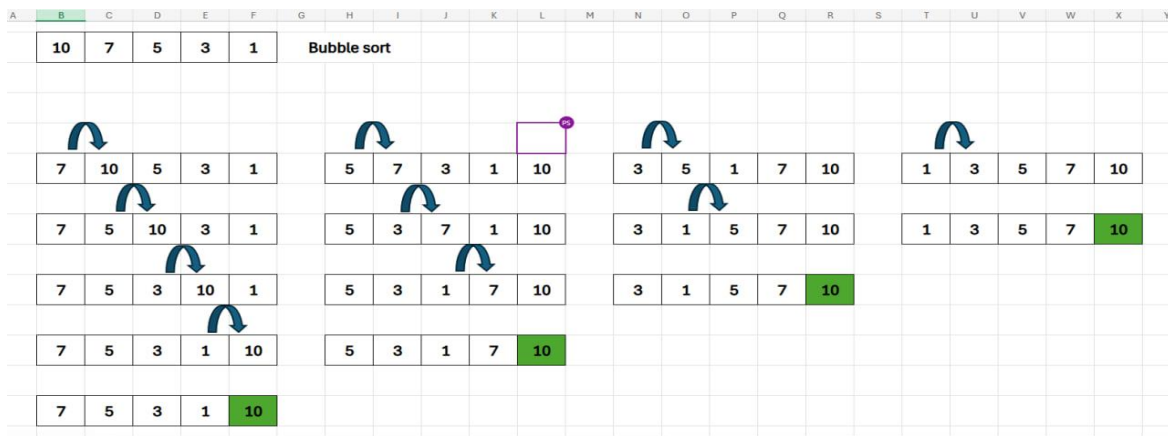 A B C D E F G H I J K L M N O P Q R S T U V W X Y
10 7 5 3 1 Bubble sort
PS
7 10 5 3 1 5 7 3 1 10 3 5 1 7 10 1 3 5 7 10
7 5 10 3 1 5 3 7 1 10 3 1 5 7 10 1 3 5 7 10
7 5 3 10 1 5 3 1 7 10 3 1 5 7 10
7 5 3 1 10 5 3 1 7 10
7 5 3 1 10